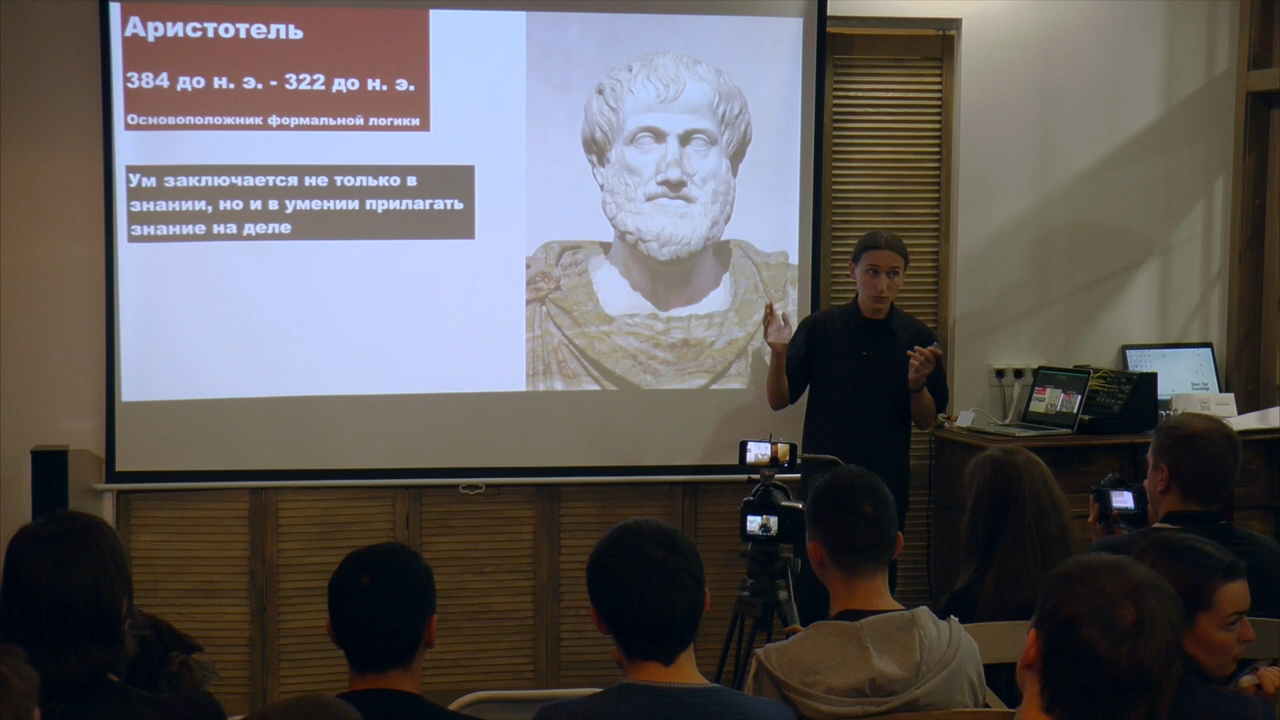 Аристотель
384 до н. э. - 322 до н. э.
Основоположник формальной логики
Ум заключается не только в
знании, но и в умении прилагать
знание на деле